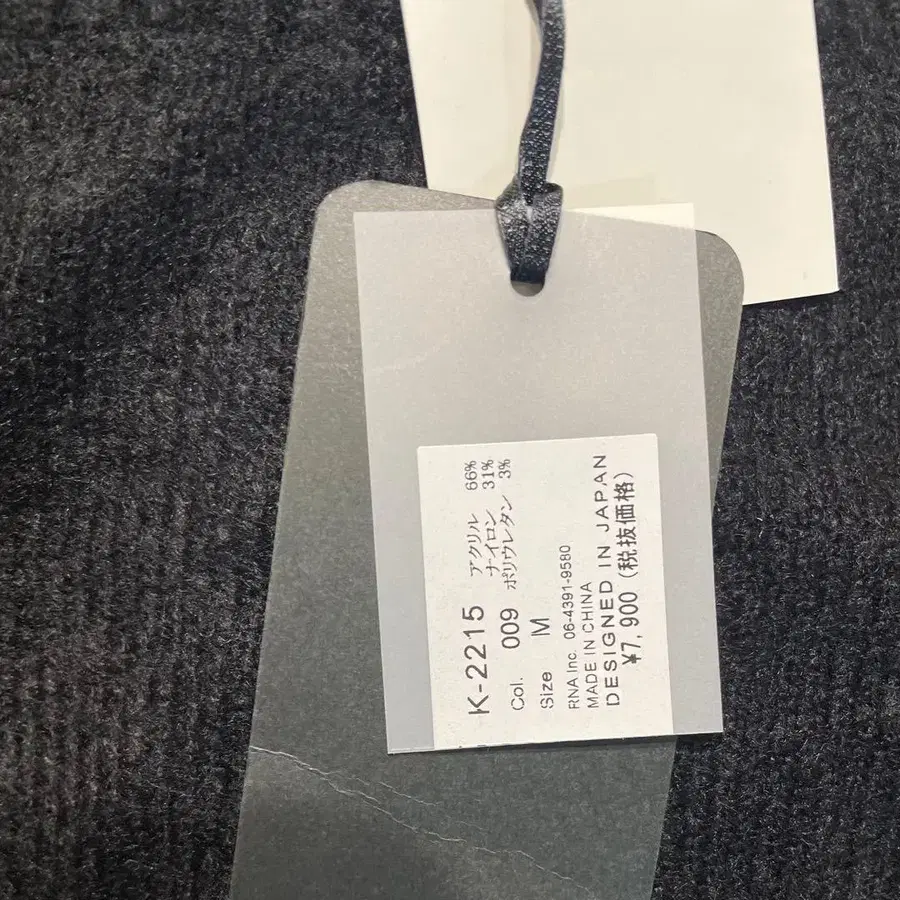 K-2215 アクリル 66%
ナイロン 31%
Col. 009 ポリウレタン 3%
Size M
RNA.Inc. 06-4391-9580
MADE IN CHINA
DESIGNED IN JAPAN
¥7,900 (税抜価格)